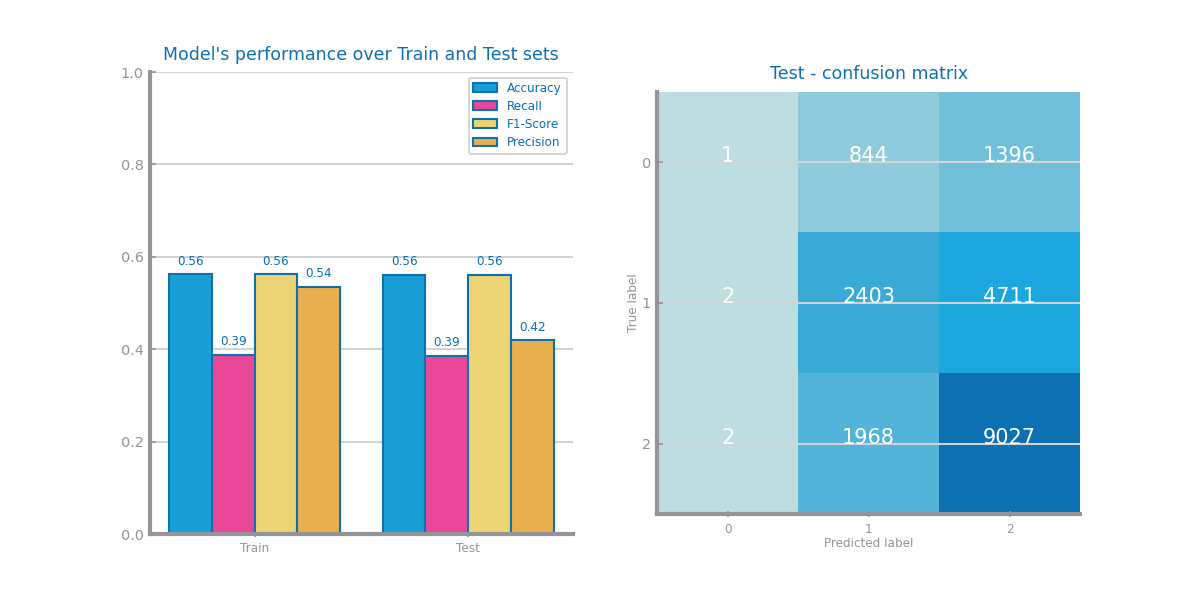 Model's performance over Train and Test sets
1.0
0.8
0.6
0.4
0.2
0.0
Accuracy
Recall
F1-Score
Precision
0.56
0.39
0.56
0.54
0.56
0.39
0.56
0.42
Train
Test
Test - confusion matrix
True label
0
1
2
1 844 1396
2 2403 4711
2 1968 9027
0 1 2
Predicted label